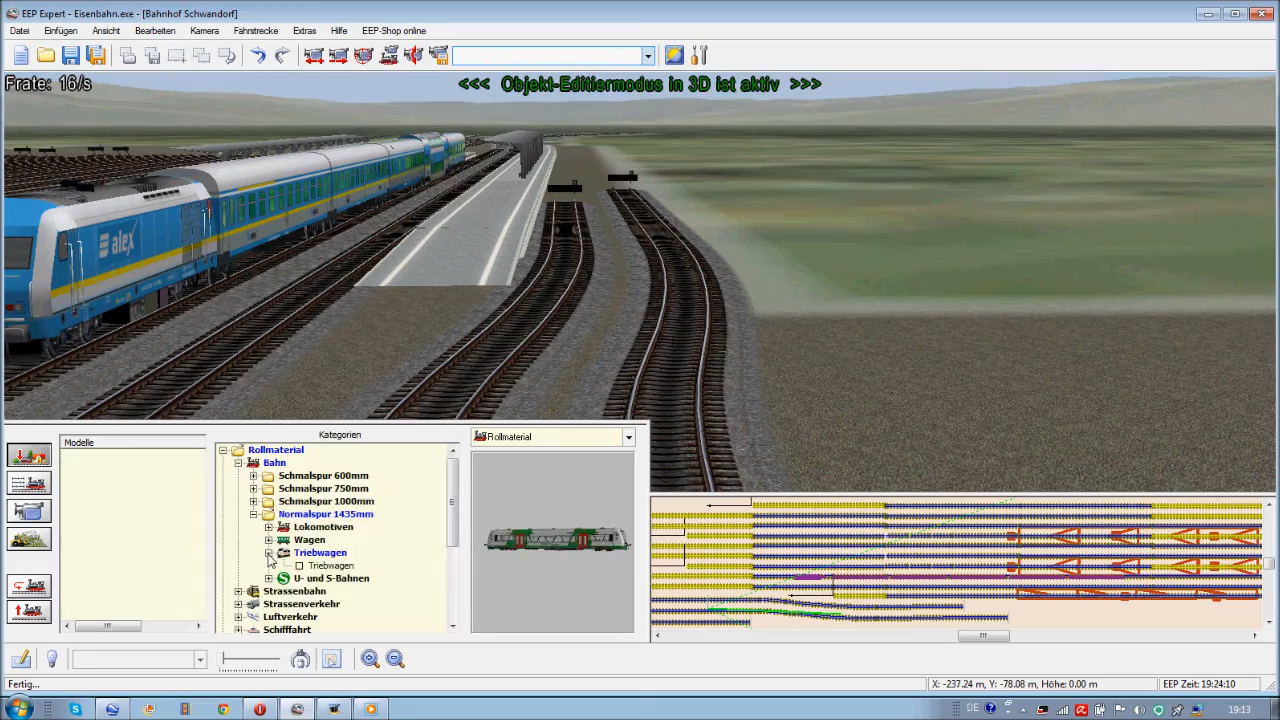 EEP Expert - Eisenbahn.exe - [Bahnhof Schwandorf]
Datei Einfügen Ansicht Bearbeiten Kamera Fahrstrecke Extras Hilfe EEP-Shop online
Frate: 16/s
<<< Objekt-Editiermodus in 3D ist aktiv >>>
alex
Modelle
Kategorien
Rollmaterial
Bahn
Schmalspur 600mm
Schmalspur 750mm
Schmalspur 1000mm
Normalspur 1435mm
Lokomotiven
Wagen
Triebwagen
Triebwagen
U- und S-Bahnen
Strassenbahn
Strassenverkehr
Luftverkehr
Schifffahrt
Rollmaterial
Fertig...
X: -237.24 m, Y: -78.08 m, Höhe: 0.00 m
EEP Zeit: 19:24:10
DE
19:13